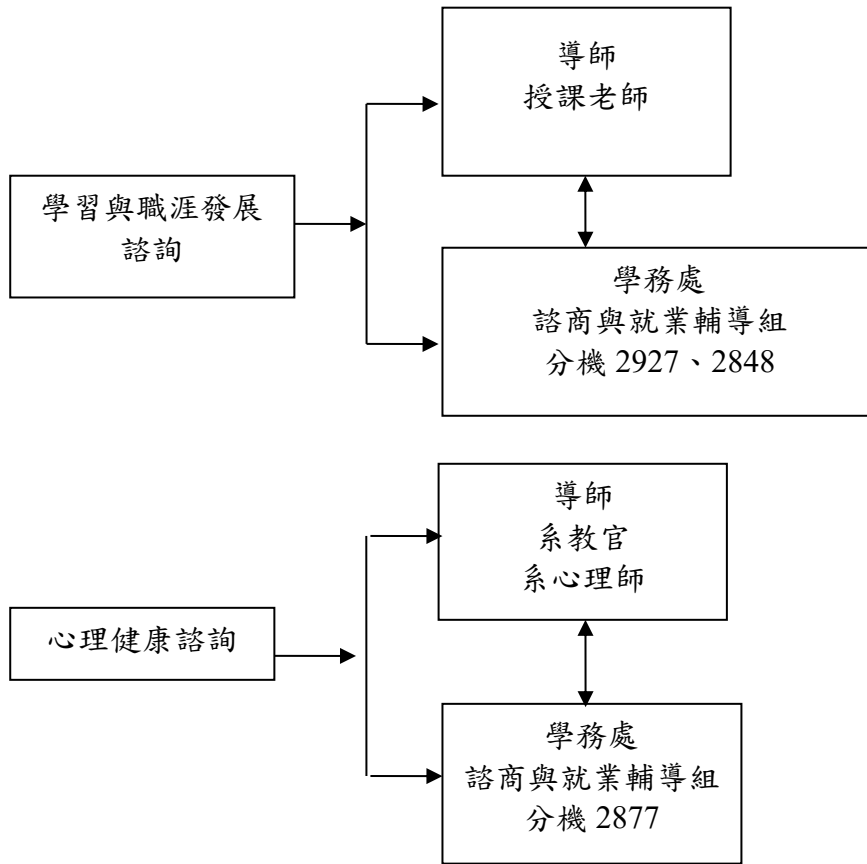 導師
授課老師
學習與職涯發展
諮詢
學務處
諮商與就業輔導組
分機 2927、2848
導師
系教官
系心理師
心理健康諮詢
學務處
諮商與就業輔導組
分機 2877